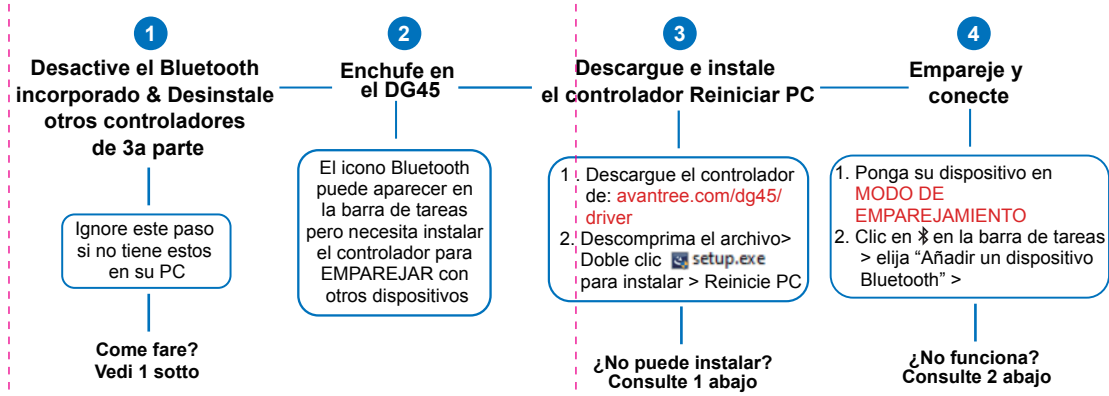 1
Desactive el Bluetooth
incorporado & Desinstale
otros controladores
de 3a parte
Ignore este paso
si no tiene estos
en su PC
Come fare?
Vedi 1 sotto
2
Enchufe en
el DG45
El icono Bluetooth
puede aparecer en
la barra de tareas
pero necesita instalar
el controlador para
EMPAREJAR con
otros dispositivos
3
Descargue e instale
el controlador Reiniciar PC
1 . Descargue el controlador
de: avantree.com/dg45/
driver
2. Descomprima el archivo>
Doble clic setup.exe
para instalar > Reinicie PC
¿No puede instalar?
Consulte 1 abajo
4
Empareje y
conecte
1. Ponga su dispositivo en
MODO DE
EMPAREJAMIENTO
2. Clic en en la barra de tareas
> elija “Añadir un dispositivo
Bluetooth” >
¿No funciona?
Consulte 2 abajo